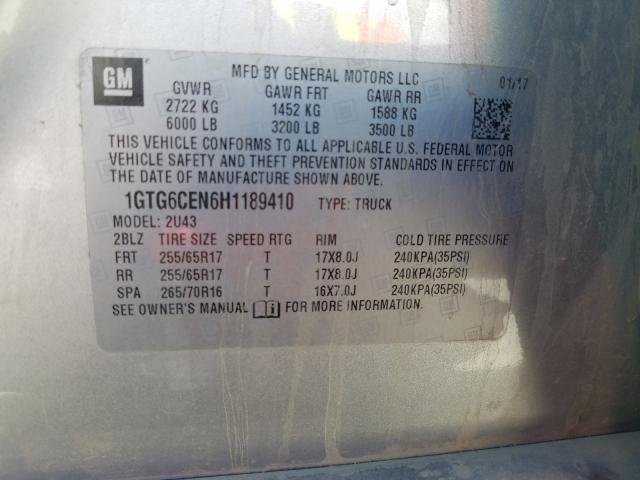 GM
MFD BY GENERAL MOTORS LLC 01/17
GVWR GAWR FRT GAWR RR
2722 KG 1452 KG 1588 KG
6000 LB 3200 LB 3500 LB
THIS VEHICLE CONFORMS TO ALL APPLICABLE U.S. FEDERAL MOTOR
VEHICLE SAFETY AND THEFT PREVENTION STANDARDS IN EFFECT ON
THE DATE OF MANUFACTURE SHOWN ABOVE.
1GTG6CEN6H1189410 TYPE: TRUCK
MODEL: 2U43
2BLZ TIRE SIZE SPEED RTG RIM COLD TIRE PRESSURE
FRT 255/65R17 T 17X8.0J 240KPA(35PSI)
RR 255/65R17 T 17X8.0J 240KPA(35PSI)
SPA 265/70R16 T 16X7.0J 240KPA(35PSI)
SEE OWNER'S MANUAL FOR MORE INFORMATION.